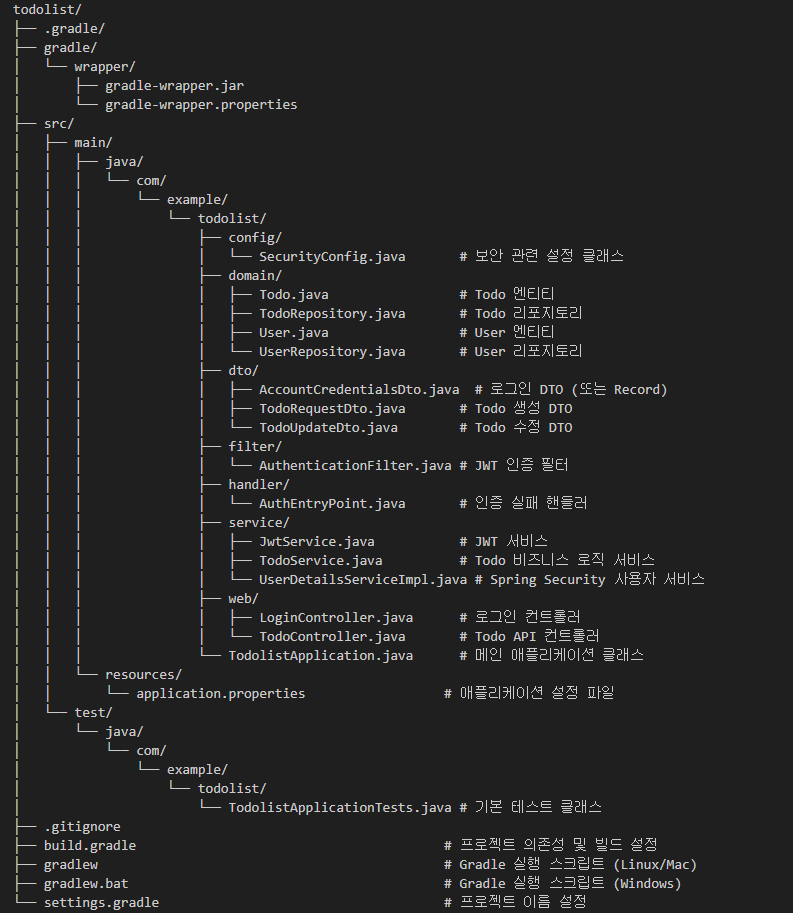 todolist/
├── .gradle/
├── gradle/
│   └── wrapper/
│       ├── gradle-wrapper.jar
│       └── gradle-wrapper.properties
├── src/
│   ├── main/
│   │   ├── java/
│   │   │   └── com/
│   │   │       └── example/
│   │   │           └── todolist/
│   │   │               ├── config/
│   │   │               │   └── SecurityConfig.java       # 보안 관련 설정 클래스
│   │   │               ├── domain/
│   │   │               │   ├── Todo.java                 # Todo 엔티티
│   │   │               │   ├── TodoRepository.java       # Todo 리포지토리
│   │   │               │   ├── User.java                 # User 엔티티
│   │   │               │   └── UserRepository.java       # User 리포지토리
│   │   │               ├── dto/
│   │   │               │   ├── AccountCredentialsDto.java  # 로그인 DTO (또는 Record)
│   │   │               │   ├── TodoRequestDto.java       # Todo 생성 DTO
│   │   │               │   └── TodoUpdateDto.java        # Todo 수정 DTO
│   │   │               ├── filter/
│   │   │               │   └── AuthenticationFilter.java # JWT 인증 필터
│   │   │               ├── handler/
│   │   │               │   └── AuthEntryPoint.java       # 인증 실패 핸들러
│   │   │               ├── service/
│   │   │               │   ├── JwtService.java           # JWT 서비스
│   │   │               │   ├── TodoService.java          # Todo 비즈니스 로직 서비스
│   │   │               │   └── UserDetailsServiceImpl.java # Spring Security 사용자 서비스
│   │   │               ├── web/
│   │   │               │   ├── LoginController.java      # 로그인 컨트롤러
│   │   │               │   └── TodoController.java       # Todo API 컨트롤러
│   │   │               └── TodolistApplication.java      # 메인 애플리케이션 클래스
│   │   └── resources/
│   │       └── application.properties                  # 애플리케이션 설정 파일
│   └── test/
│       └── java/
│           └── com/
│               └── example/
│                   └── todolist/
│                       └── TodolistApplicationTests.java # 기본 테스트 클래스
├── .gitignore
├── build.gradle                                        # 프로젝트 의존성 및 빌드 설정
├── gradlew                                             # Gradle 실행 스크립트 (Linux/Mac)
├── gradlew.bat                                         # Gradle 실행 스크립트 (Windows)
└── settings.gradle                                     # 프로젝트 이름 설정